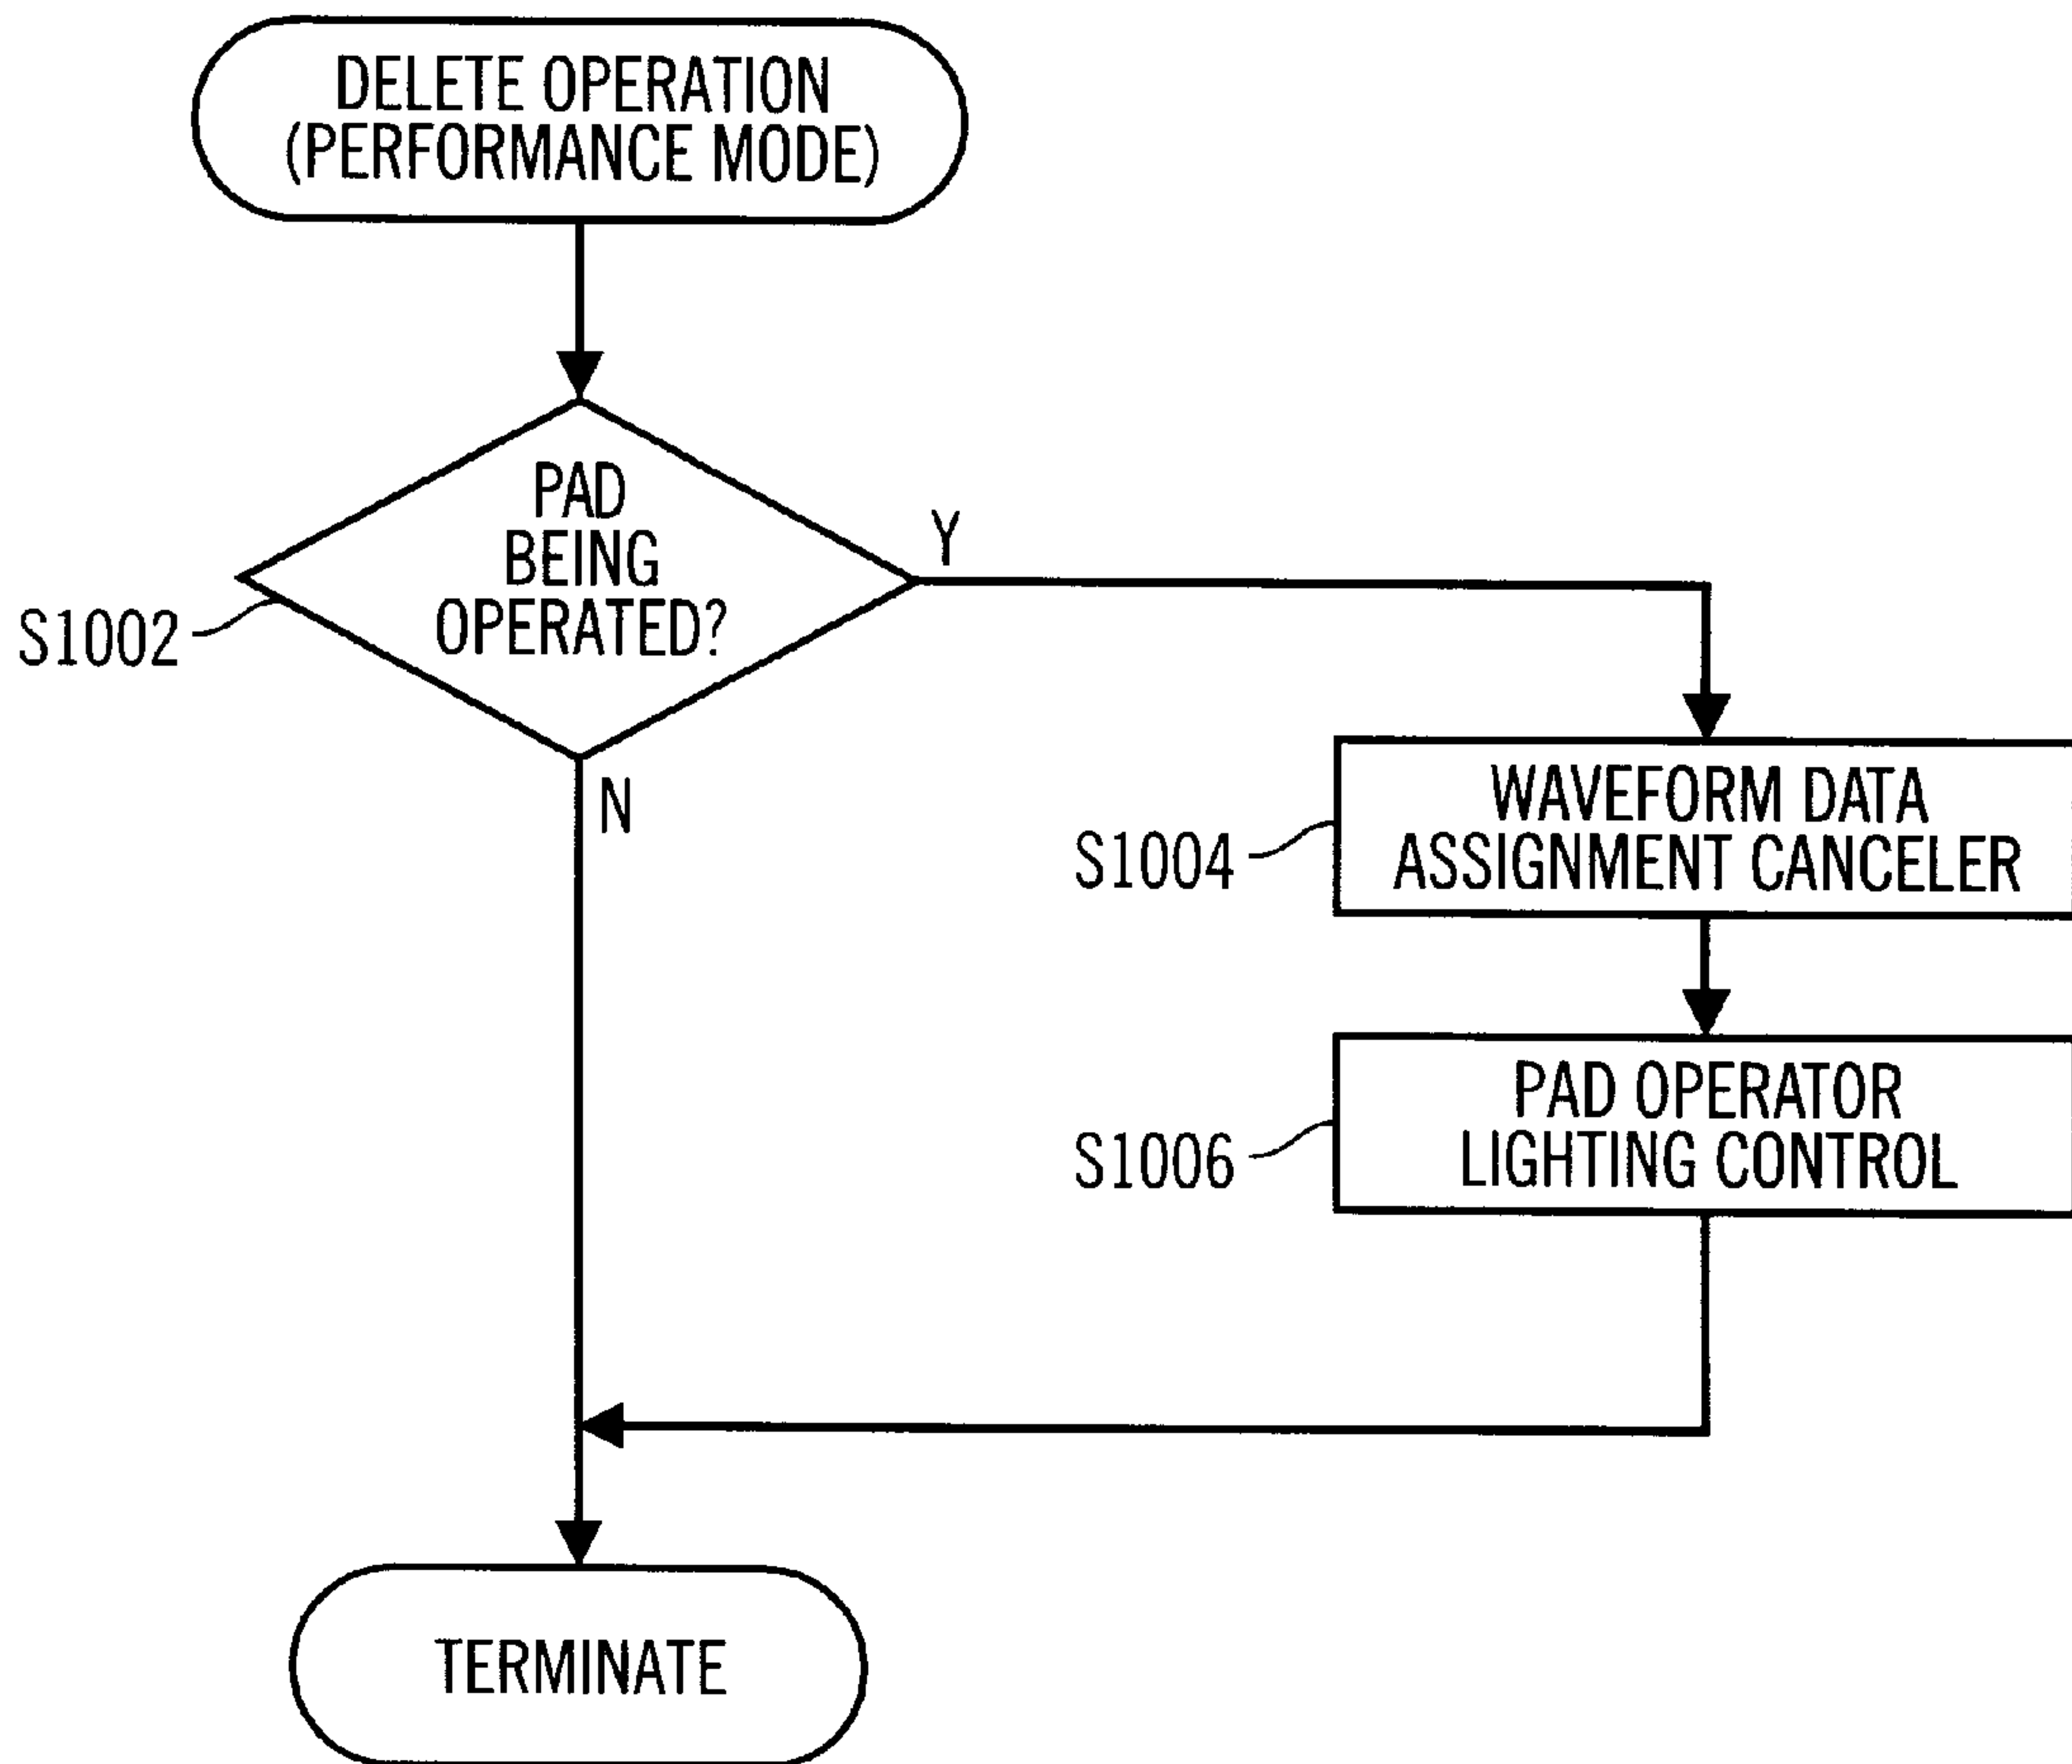 DELETE OPERATION
(PERFORMANCE MODE)
PAD
BEING
OPERATED?
Y
S1002
N
WAVEFORM DATA
ASSIGNMENT CANCELER
S1004
PAD OPERATOR
LIGHTING CONTROL
S1006
TERMINATE